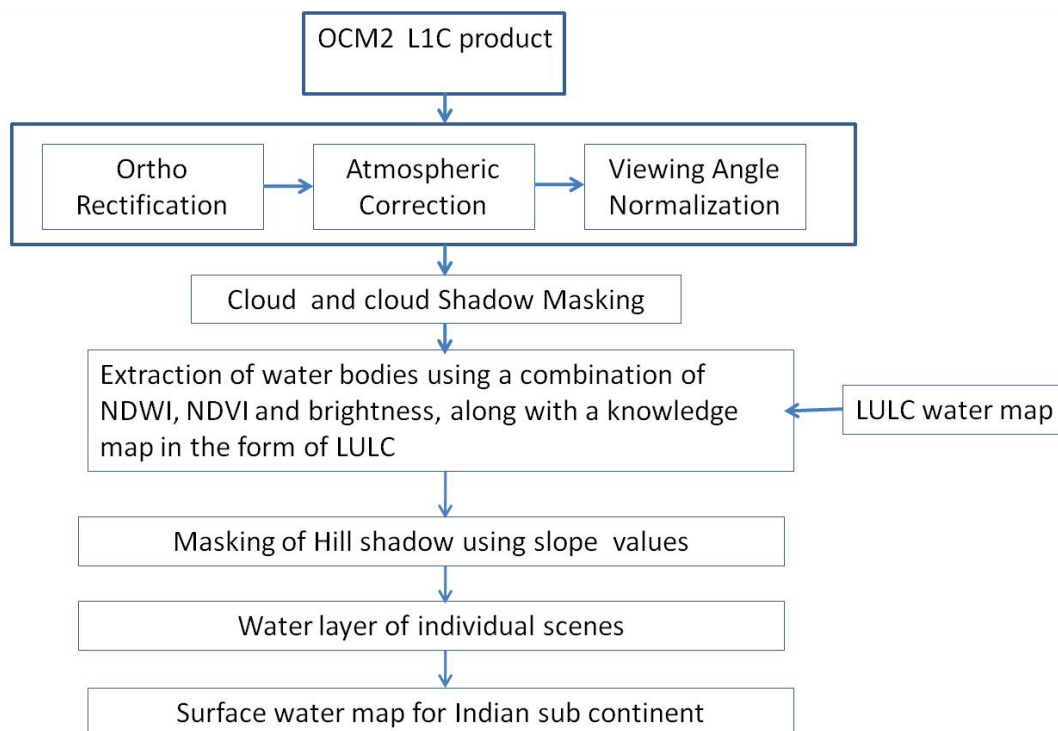 OCM2 L1C product
Ortho
Rectification
Atmospheric
Correction
Viewing Angle
Normalization
Cloud and cloud Shadow Masking
Extraction of water bodies using a combination of
NDWI, NDVI and brightness, along with a knowledge
map in the form of LULC
LULC water map
Masking of Hill shadow using slope values
Water layer of individual scenes
Surface water map for Indian sub continent